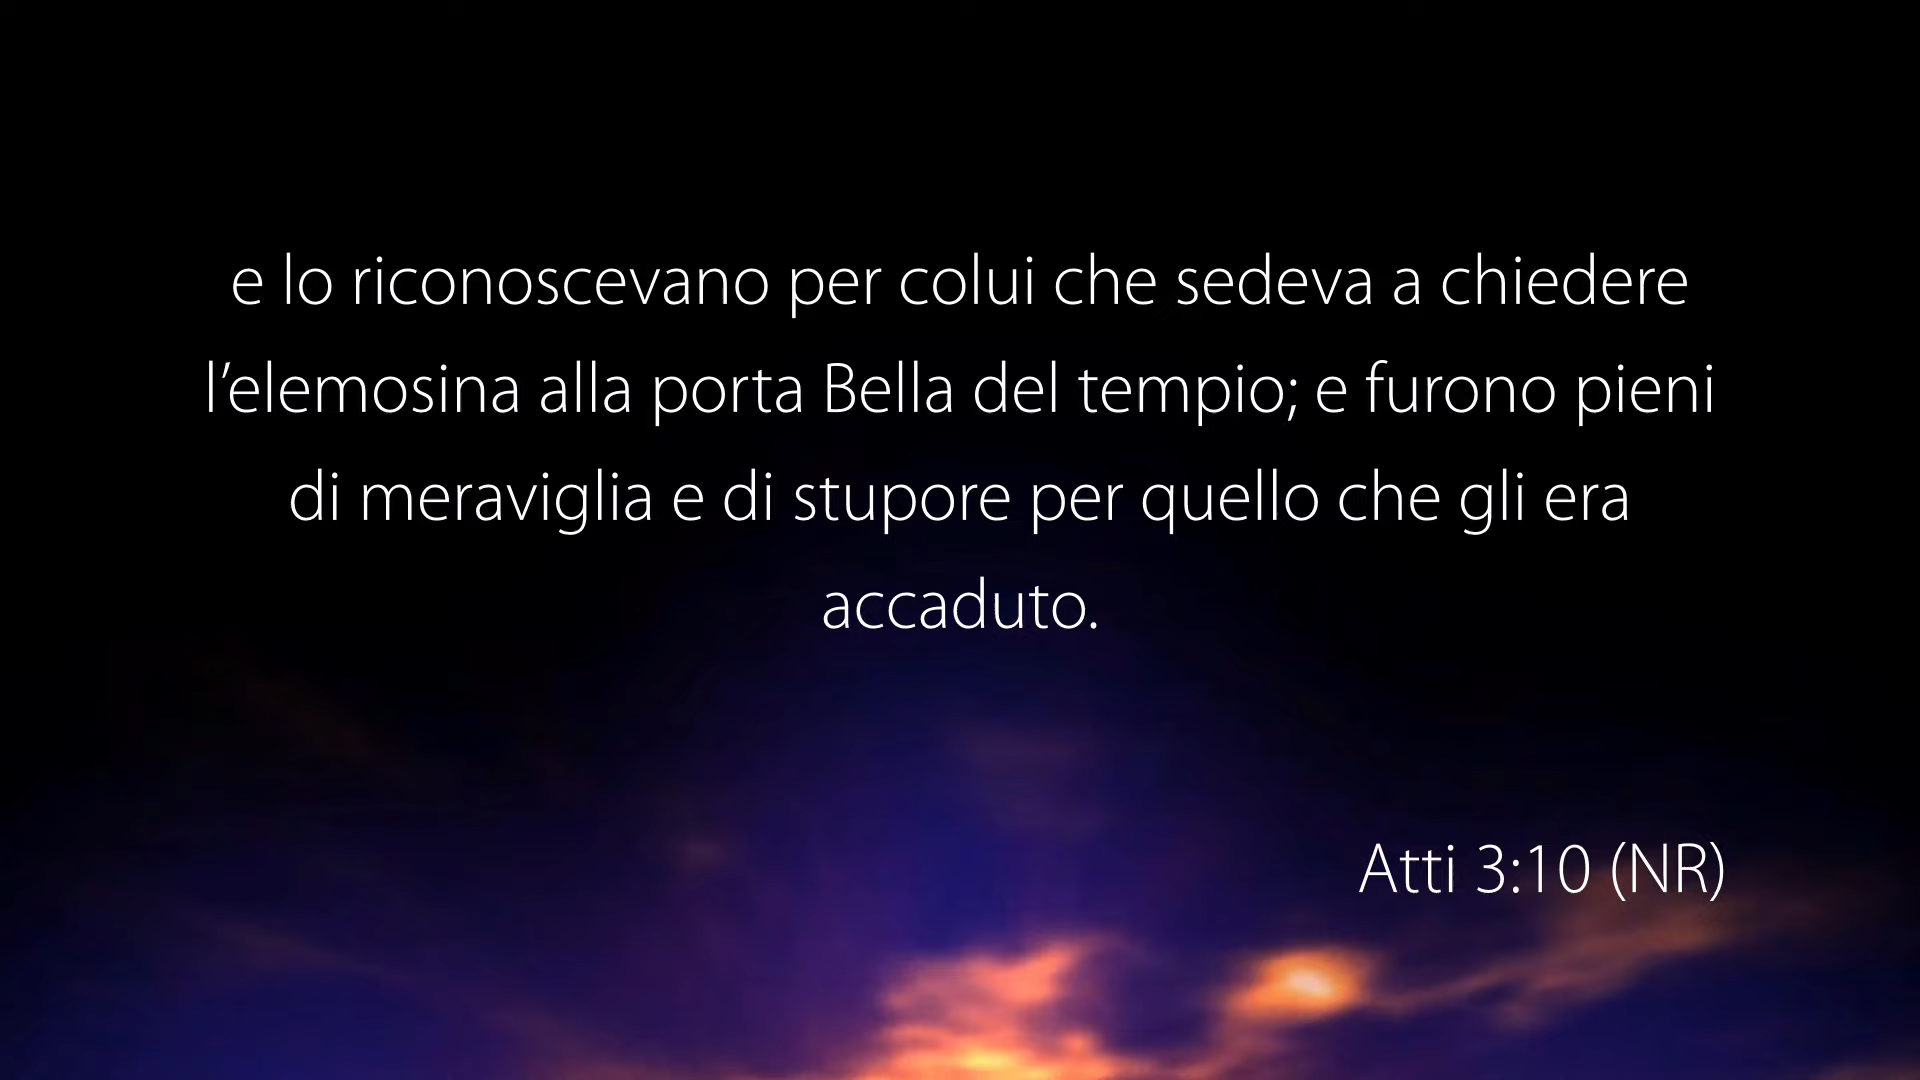 e lo riconoscevano per colui che sedeva a chiedere
l’elemosina alla porta Bella del tempio; e furono pieni
di meraviglia e di stupore per quello che gli era
accaduto.
Atti 3:10 (NR)